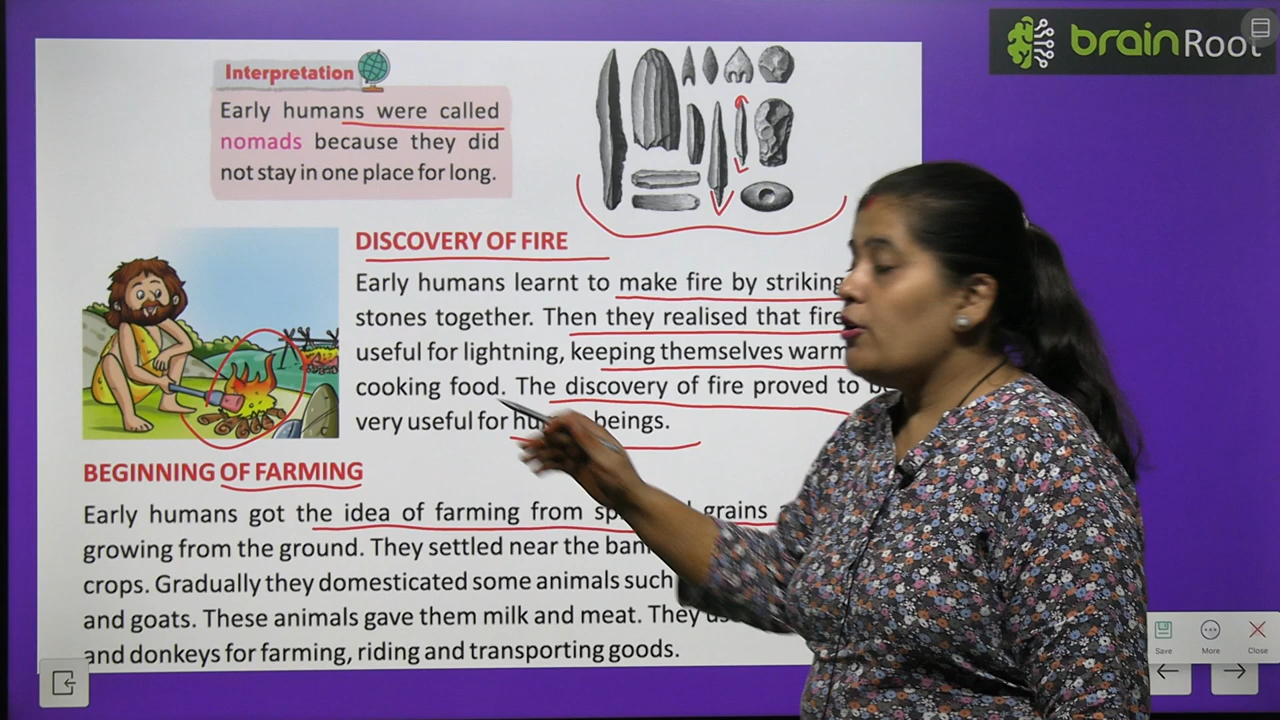 brainRoot
Interpretation
Early humans were called
nomads because they did
not stay in one place for long.
DISCOVERY OF FIRE
Early humans learnt to make fire by striking
stones together. Then they realised that fire
useful for lightning, keeping themselves warm
cooking food. The discovery of fire proved to be
very useful for beings.
BEGINNING OF FARMING
Early humans got the idea of farming from grains
growing from the ground. They settled near the
crops. Gradually they domesticated some animals such
and goats. These animals gave them milk and meat. They
and donkeys for farming, riding and transporting goods.
Save More Close